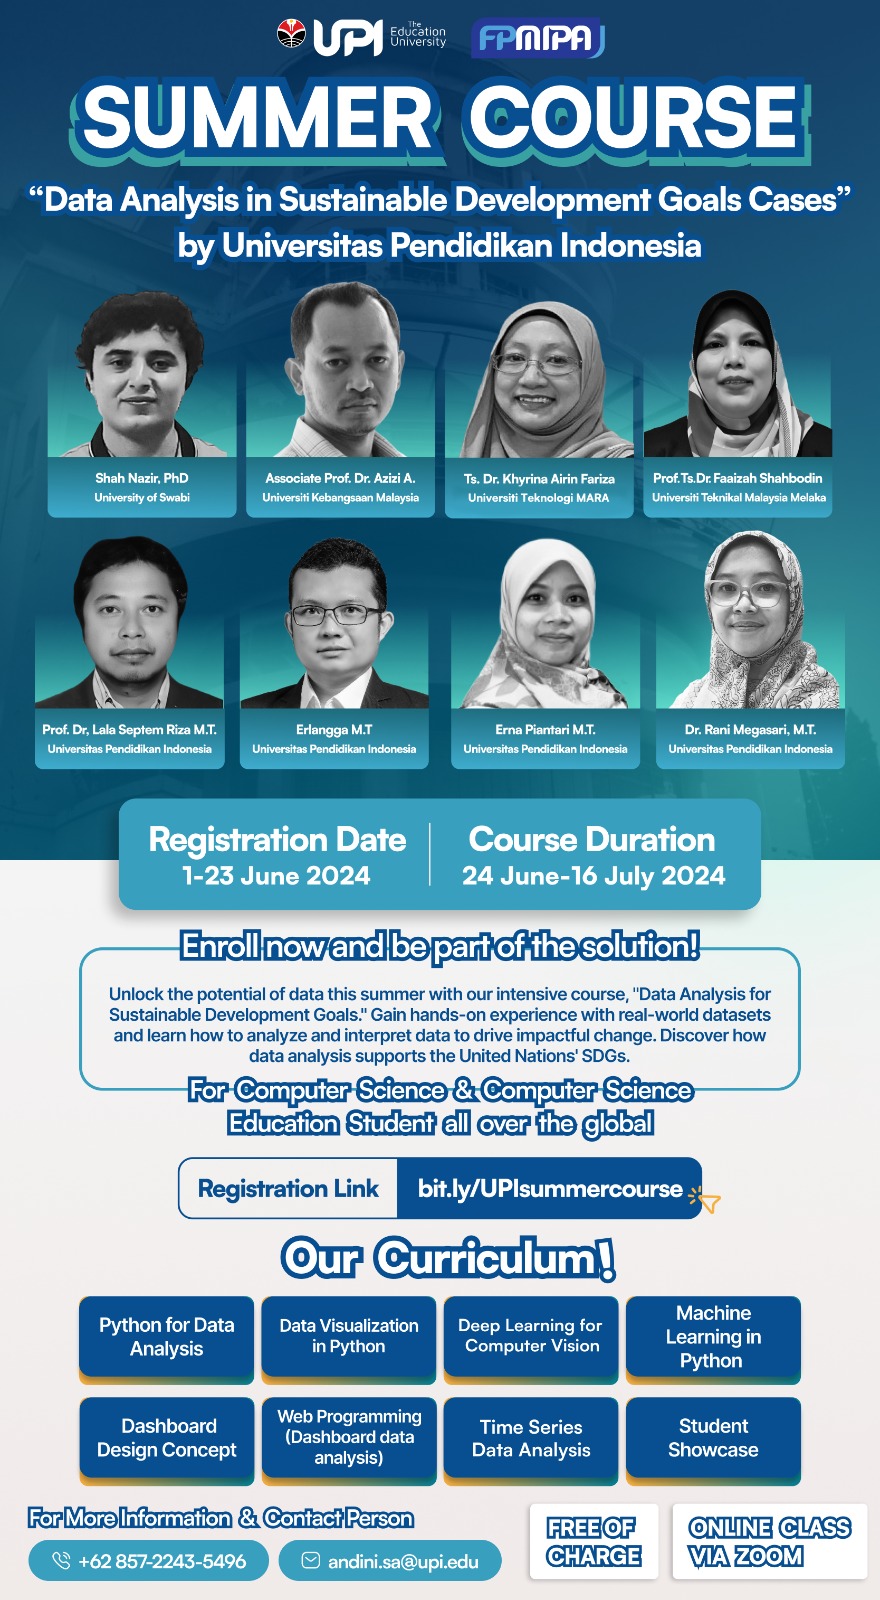 UPI The Education University
FPMIPA
SUMMER COURSE
“Data Analysis in Sustainable Development Goals Cases”
by Universitas Pendidikan Indonesia
Shah Nazir, PhD
University of Swabi
Associate Prof. Dr. Azizi A.
Universiti Kebangsaan Malaysia
Ts. Dr. Khyrina Airin Fariza
Universiti Teknologi MARA
Prof.Ts.Dr. Faaizah Shahbodin
Universiti Teknikal Malaysia Melaka
Prof. Dr, Lala Septem Riza M.T.
Universitas Pendidikan Indonesia
Erlangga M.T
Universitas Pendidikan Indonesia
Erna Piantari M.T.
Universitas Pendidikan Indonesia
Dr. Rani Megasari, M.T.
Universitas Pendidikan Indonesia
Registration Date
1-23 June 2024
Course Duration
24 June-16 July 2024
Enroll now and be part of the solution!
Unlock the potential of data this summer with our intensive course, "Data Analysis for
Sustainable Development Goals." Gain hands-on experience with real-world datasets
and learn how to analyze and interpret data to drive impactful change. Discover how
data analysis supports the United Nations' SDGs.
For Computer Science & Computer Science
Education Student all over the global
Registration Link
bit.ly/UPIsummercourse
Our Curriculum!
Python for Data
Analysis
Data Visualization
in Python
Deep Learning for
Computer Vision
Machine
Learning in
Python
Dashboard
Design Concept
Web Programming
(Dashboard data
analysis)
Time Series
Data Analysis
Student
Showcase
For More Information & Contact Person
+62 857-2243-5496
andini.sa@upi.edu
FREE OF
CHARGE
ONLINE CLASS
VIA ZOOM